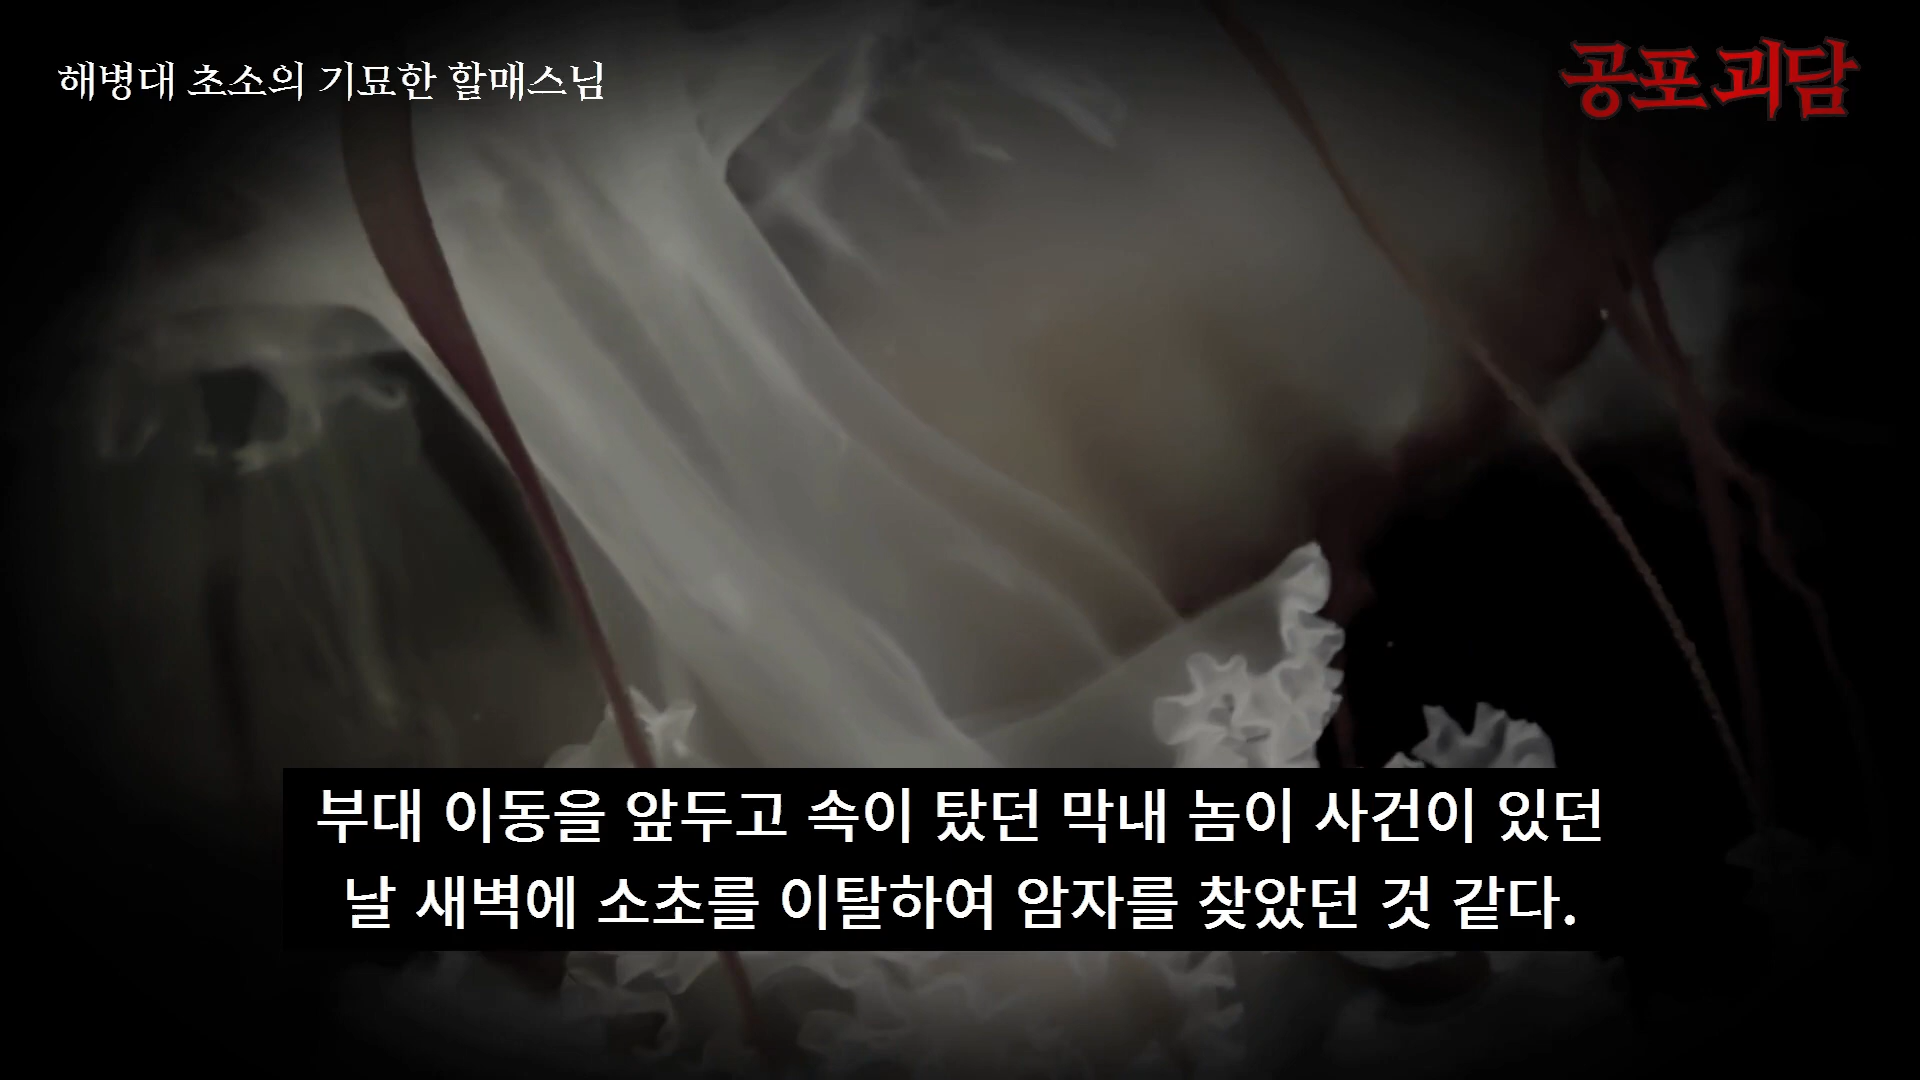 해병대 초소의 기묘한 할매스님
공포괴담
부대 이동을 앞두고 속이 탔던 막내 놈이 사건이 있던
날 새벽에 소초를 이탈하여 암자를 찾았던 것 같다.